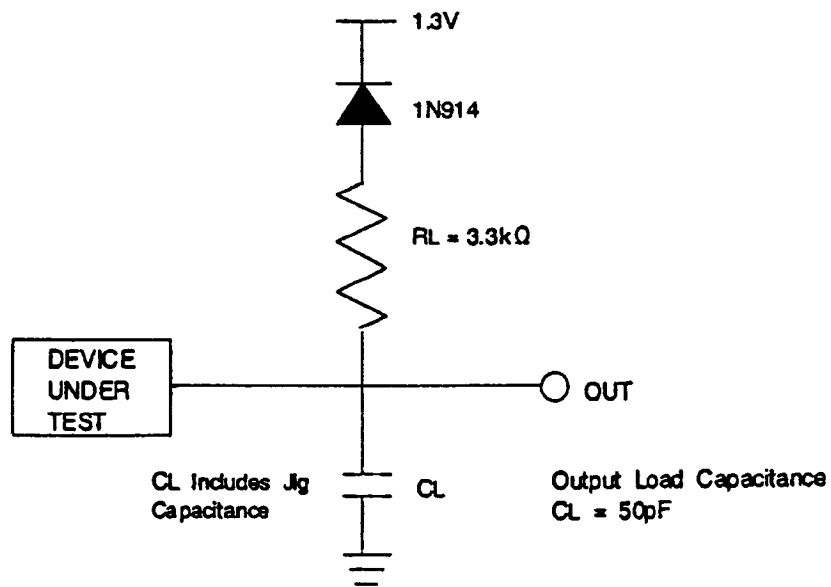 1.3V
1N914
RL = 3.3kΩ
DEVICE
UNDER
TEST
OUT
CL Includes Jig
Capacitance
CL
Output Load Capacitance
CL = 50pF